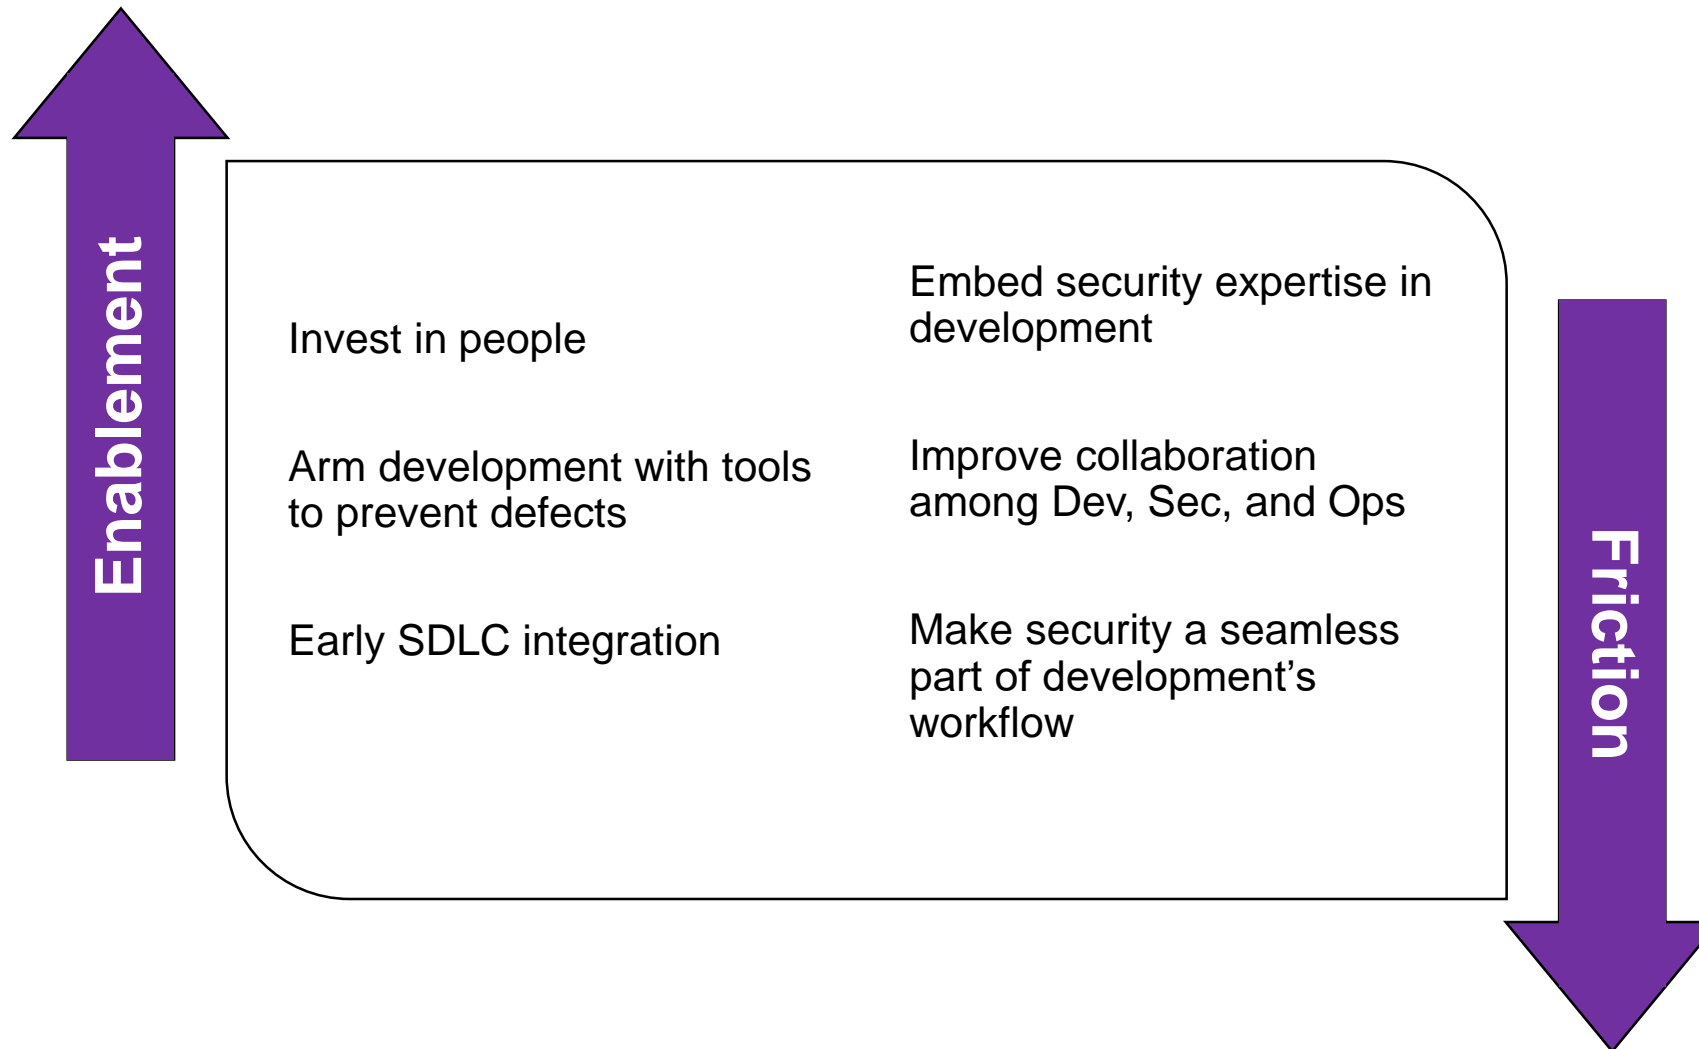 Enablement
Invest in people
Arm development with tools
to prevent defects
Early SDLC integration
Embed security expertise in
development
Improve collaboration
among Dev, Sec, and Ops
Make security a seamless
part of development’s
workflow
Friction